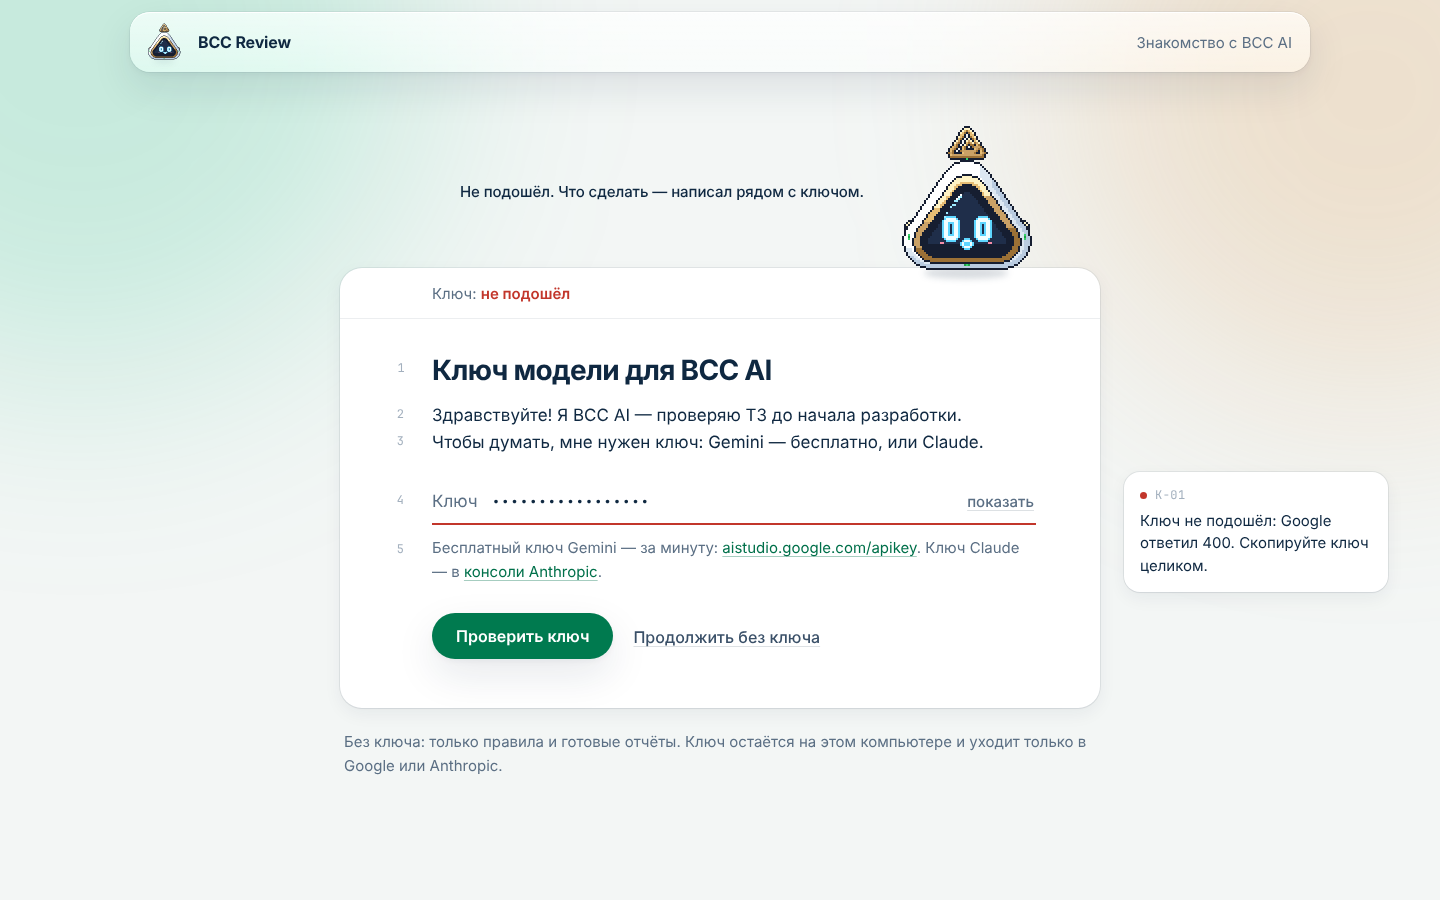 BCC Review
Знакомство с BCC AI
Не подошёл. Что сделать — написал рядом с ключом.
Ключ: не подошёл
1 Ключ модели для BCC AI
2 Здравствуйте! Я BCC AI — проверяю ТЗ до начала разработки.
3 Чтобы думать, мне нужен ключ: Gemini — бесплатно, или Claude.
4 Ключ ••••••••••••••••• показать
5 Бесплатный ключ Gemini — за минуту: aistudio.google.com/apikey. Ключ Claude
— в консоли Anthropic.
Проверить ключ
Продолжить без ключа
K-01
Ключ не подошёл: Google
ответил 400. Скопируйте ключ
целиком.
Без ключа: только правила и готовые отчёты. Ключ остаётся на этом компьютере и уходит только в
Google или Anthropic.